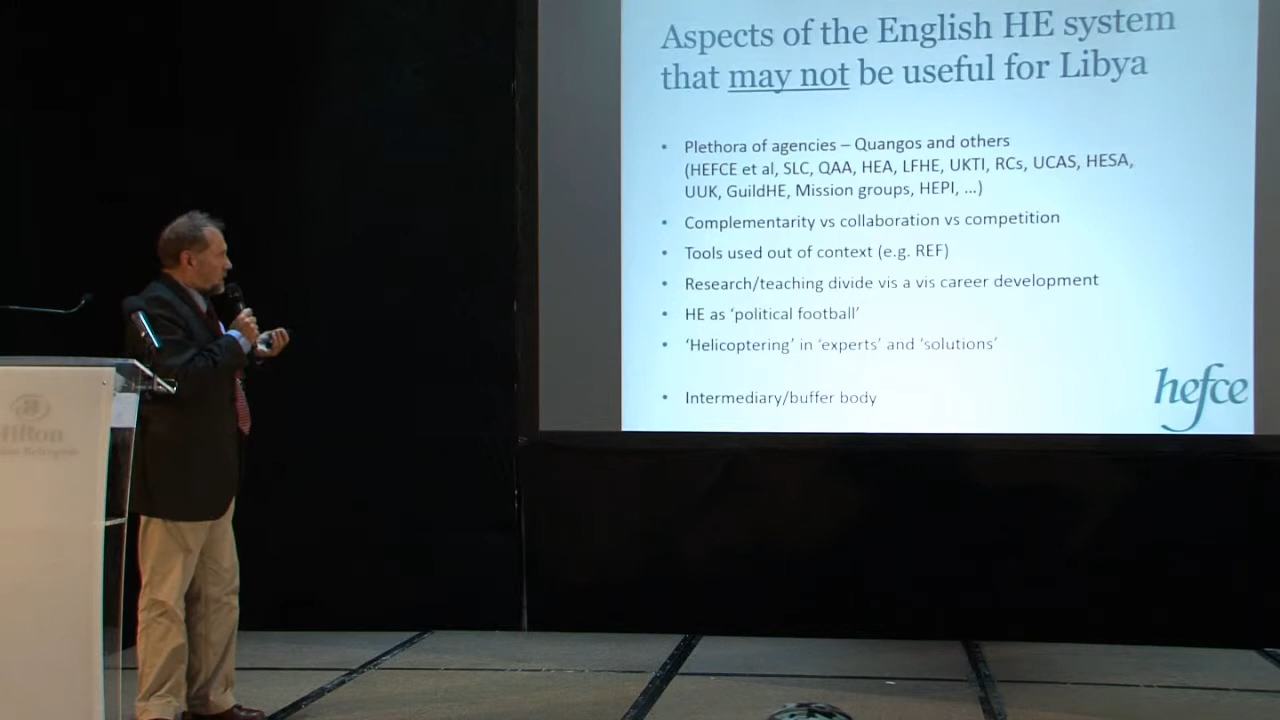 Aspects of the English HE system
that may not be useful for Libya
• Plethora of agencies – Quangos and others
(HEFCE et al, SLC, QAA, HEA, LFHE, UKTI, RCs, UCAS, HESA,
UUK, GuildHE, Mission groups, HEPI, ...)
• Complementarity vs collaboration vs competition
• Tools used out of context (e.g. REF)
• Research/teaching divide vis a vis career development
• HE as ‘political football’
• ‘Helicoptering’ in ‘experts’ and ‘solutions’
• Intermediary/buffer body
hefce
Hilton